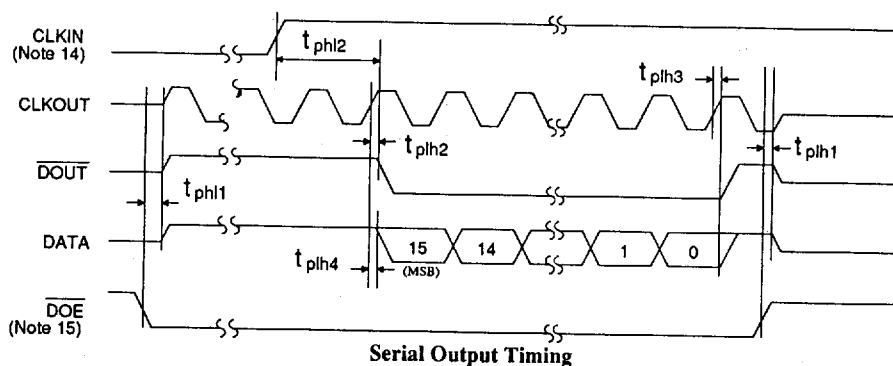 CLKIN
(Note 14)
t phl2
t plh3
CLKOUT
t plh2
t plh1
DOUT
t phl1
DATA
15
(MSB)
14
1
0
t plh4
DOE
(Note 15)
Serial Output Timing